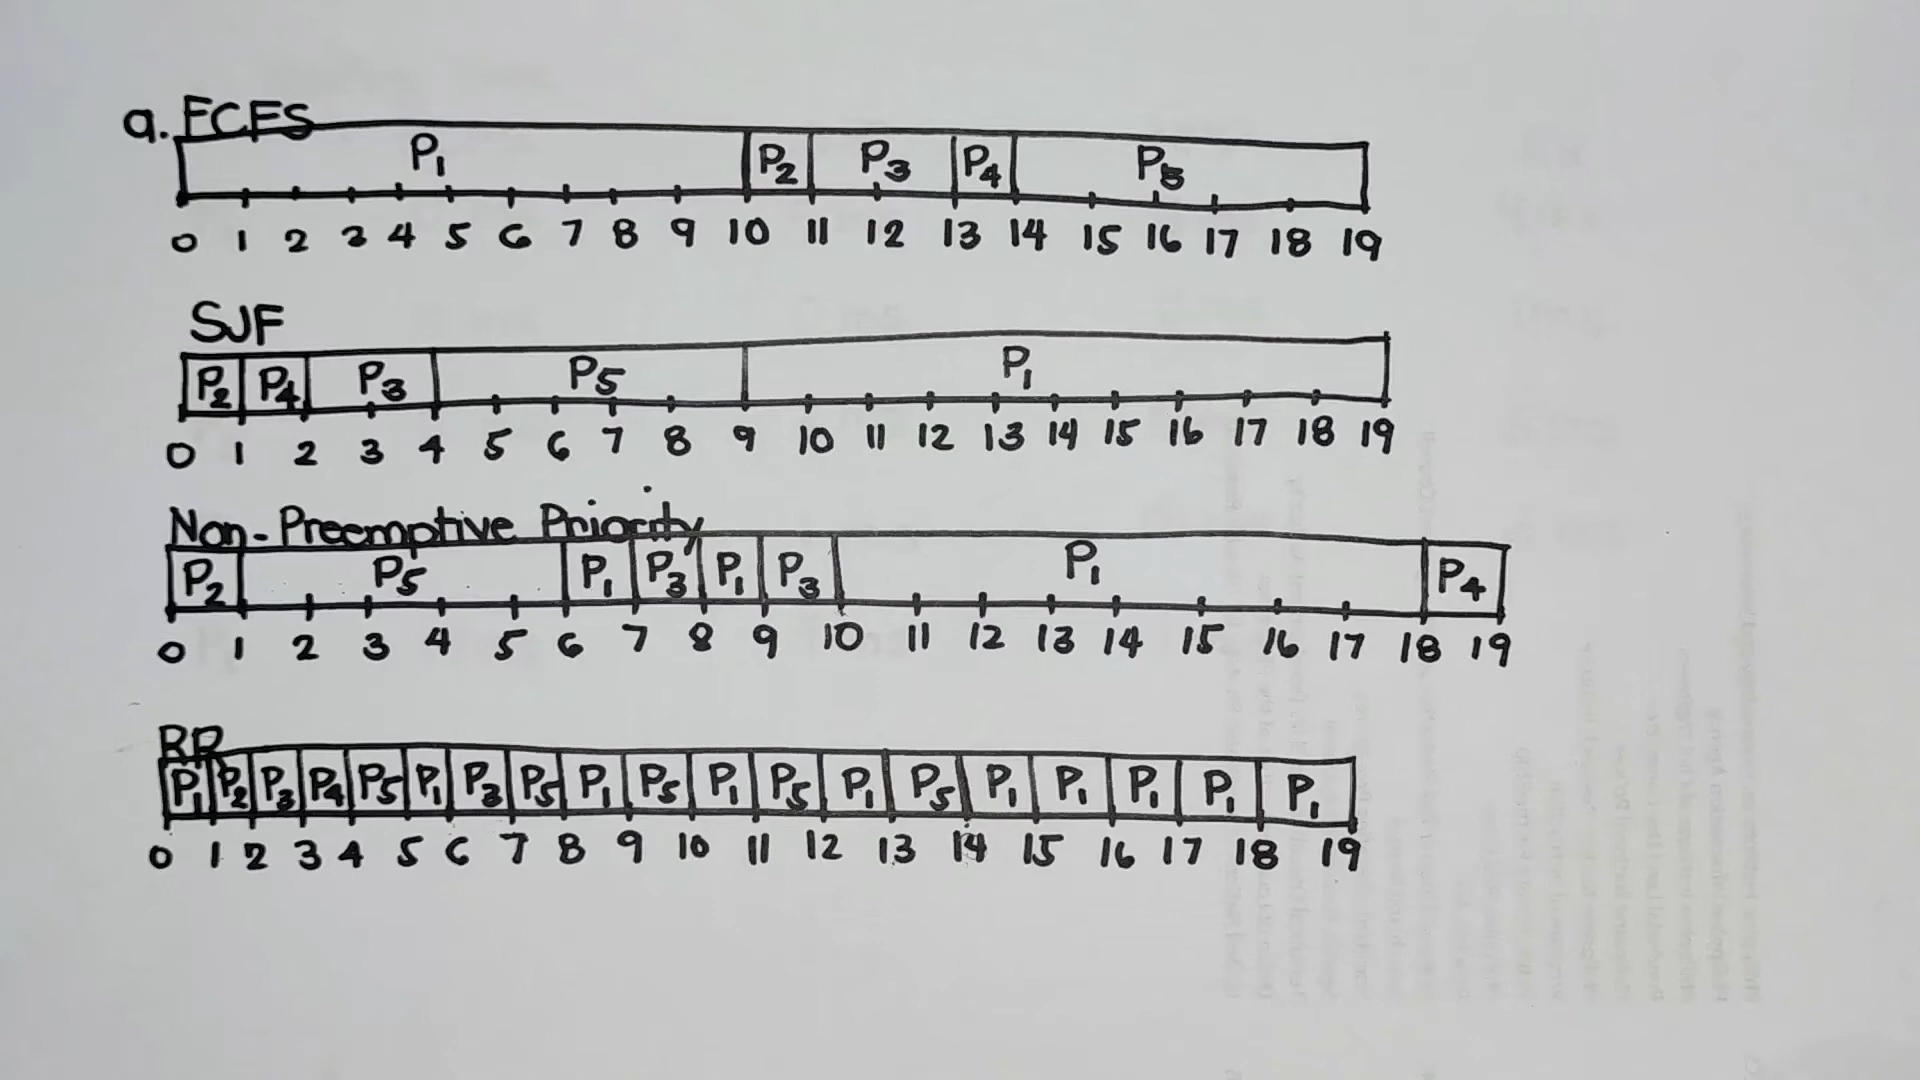 a. FCFS
P1 P2 P3 P4 P5
0 1 2 3 4 5 6 7 8 9 10 11 12 13 14 15 16 17 18 19
SJF
P2 P4 P3 P5 P1
0 1 2 3 4 5 6 7 8 9 10 11 12 13 14 15 16 17 18 19
Non-Preemptive Priority
P2 P5 P1 P3 P1 P3 P1 P4
0 1 2 3 4 5 6 7 8 9 10 11 12 13 14 15 16 17 18 19
RR
P1 P2 P3 P4 P5 P1 P3 P5 P1 P5 P1 P5 P1 P5 P1 P1 P1 P1 P1
0 1 2 3 4 5 6 7 8 9 10 11 12 13 14 15 16 17 18 19